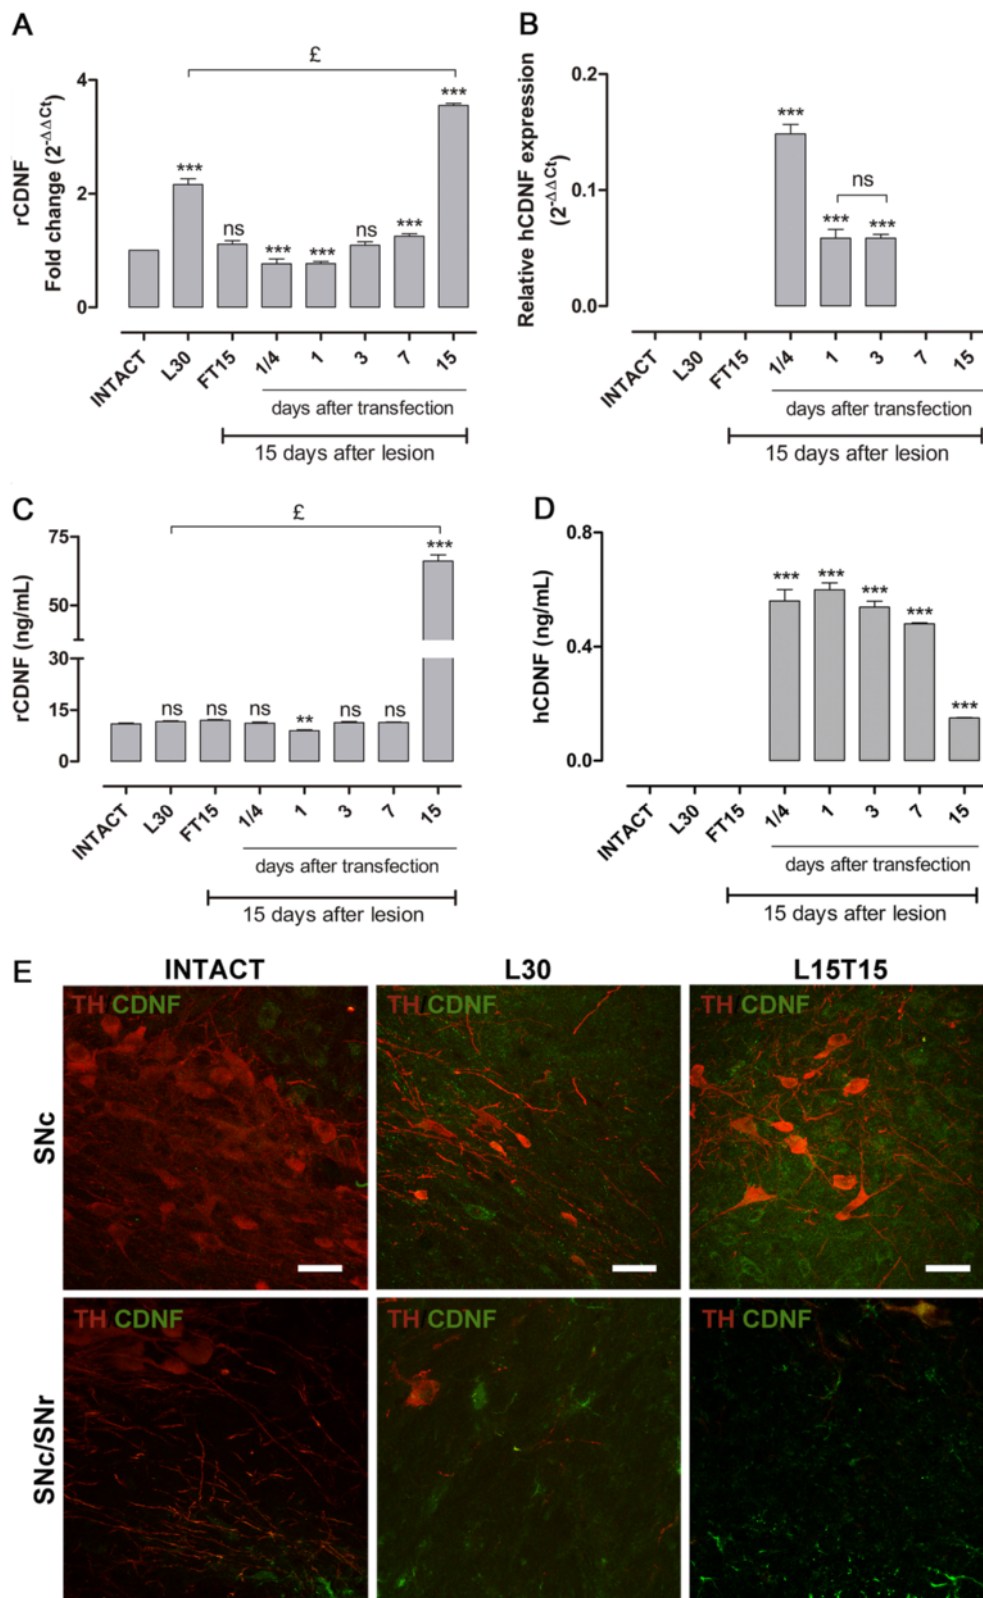 A
£
rCDNF
Fold change (2^-ΔΔCt)
4
2
0
***
ns
***
***
ns
***
***
INTACT L30 FT15 1/4 1 3 7 15
days after transfection
15 days after lesion
B
Relative hCDNF expression
(2^-ΔΔCt)
0.2
0.1
0.0
***
ns
***
***
INTACT L30 FT15 1/4 1 3 7 15
days after transfection
15 days after lesion
C
£
rCDNF (ng/mL)
75
50
30
15
0
ns
ns
ns
**
ns
ns
***
INTACT L30 FT15 1/4 1 3 7 15
days after transfection
15 days after lesion
D
hCDNF (ng/mL)
0.8
0.4
0.0
***
***
***
***
***
INTACT L30 FT15 1/4 1 3 7 15
days after transfection
15 days after lesion
E
INTACT L30 L15T15
SNc
TH CDNF
TH CDNF
TH CDNF
SNc/SNr
TH CDNF
TH CDNF
TH CDNF